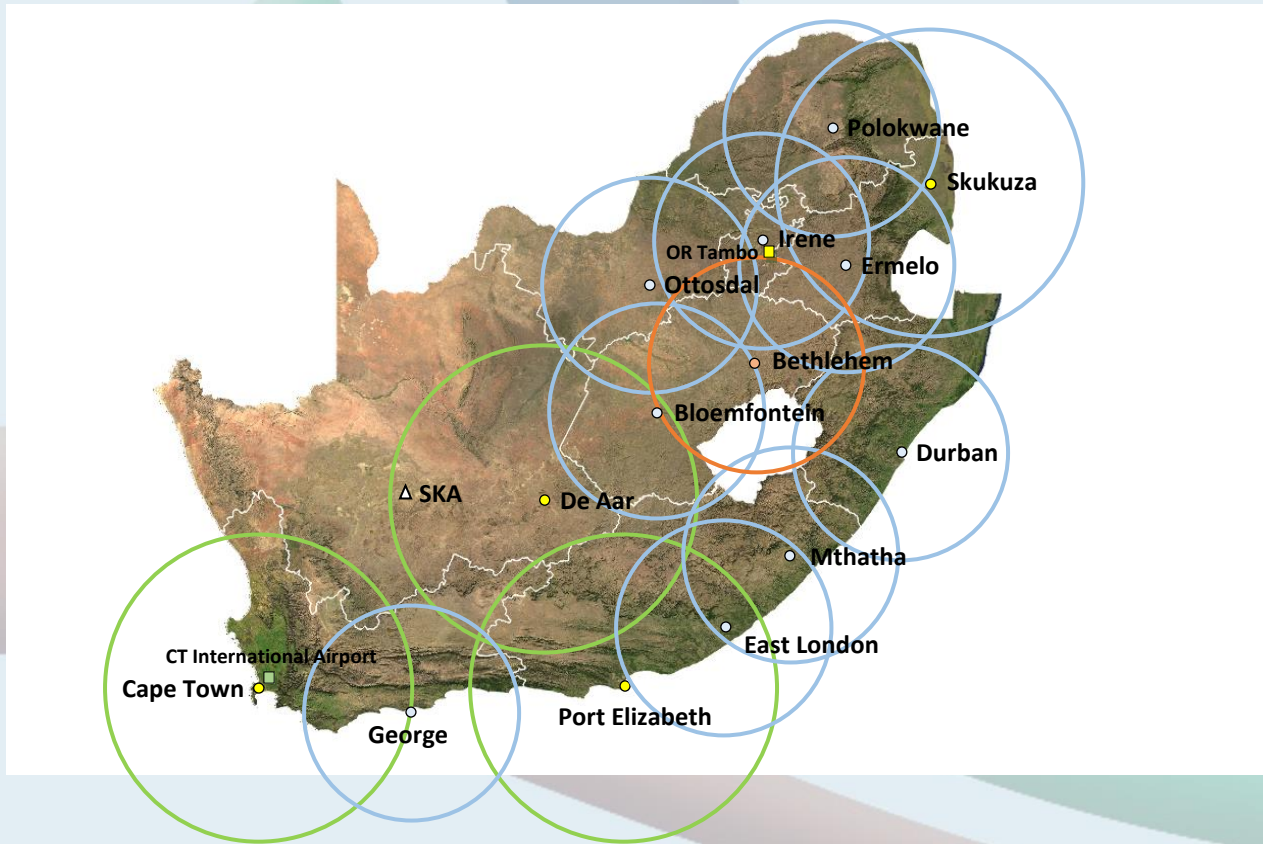 Polokwane
Skukuza
Irene
OR Tambo
Ermelo
Ottosdal
Bethlehem
Bloemfontein
Durban
SKA
De Aar
Mthatha
East London
CT International Airport
Cape Town
Port Elizabeth
George